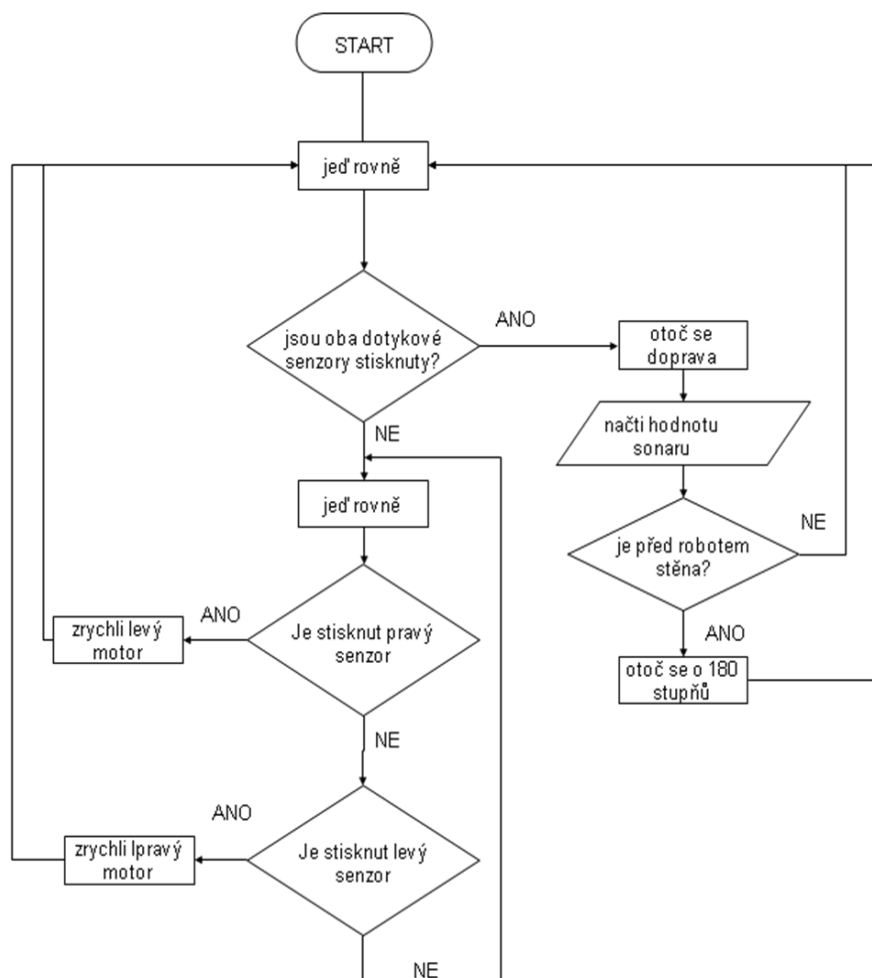 START
jeď rovně
jsou oba dotykové
senzory stisknuty?
ANO
otoč se
doprava
načti hodnotu
sonaru
je před robotem
stěna?
NE
ANO
otoč se o 180
stupňů
NE
jeď rovně
Je stisknut pravý
senzor
ANO
zrychli levý
motor
NE
Je stisknut levý
senzor
ANO
zrychli lpravý
motor
NE